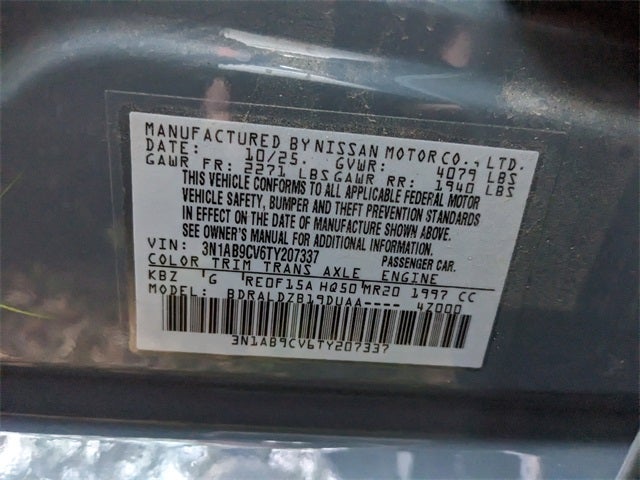 MANUFACTURED BY NISSAN MOTOR CO., LTD.
DATE: 10/25. GVWR: 4079 LBS
GAWR FR: 2271 LBS GAWR RR: 1940 LBS
THIS VEHICLE CONFORMS TO ALL APPLICABLE FEDERAL MOTOR
VEHICLE SAFETY, BUMPER AND THEFT PREVENTION STANDARDS
IN EFFECT ON THE DATE OF MANUFACTURE SHOWN ABOVE.
SEE OWNER'S MANUAL FOR ADDITIONAL INFORMATION.
VIN: 3N1AB9CV6TY207337 PASSENGER CAR.
COLOR TRIM TRANS AXLE ENGINE
KBZ G RE0F15A HQ50 MR20 1997 CC
MODEL: BDRALDZB19DUAA---- 47000
3N1AB9CV6TY207337